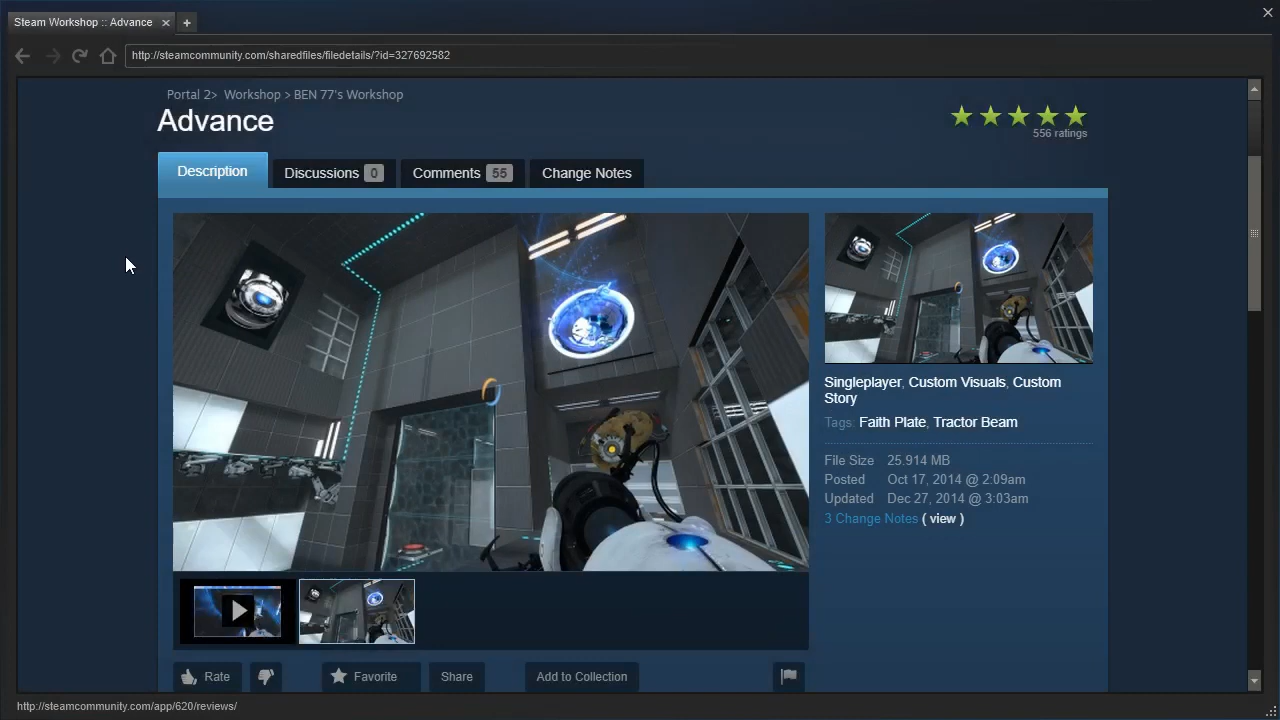 Steam Workshop :: Advance
http://steamcommunity.com/sharedfiles/filedetails/?id=327692582
Portal 2> Workshop > BEN 77's Workshop
Advance
556 ratings
Description
Discussions 0
Comments 55
Change Notes
Singleplayer, Custom Visuals, Custom
Story
Tags: Faith Plate, Tractor Beam
File Size 25.914 MB
Posted Oct 17, 2014 @ 2:09am
Updated Dec 27, 2014 @ 3:03am
3 Change Notes ( view )
Rate
Favorite
Share
Add to Collection
http://steamcommunity.com/app/620/reviews/